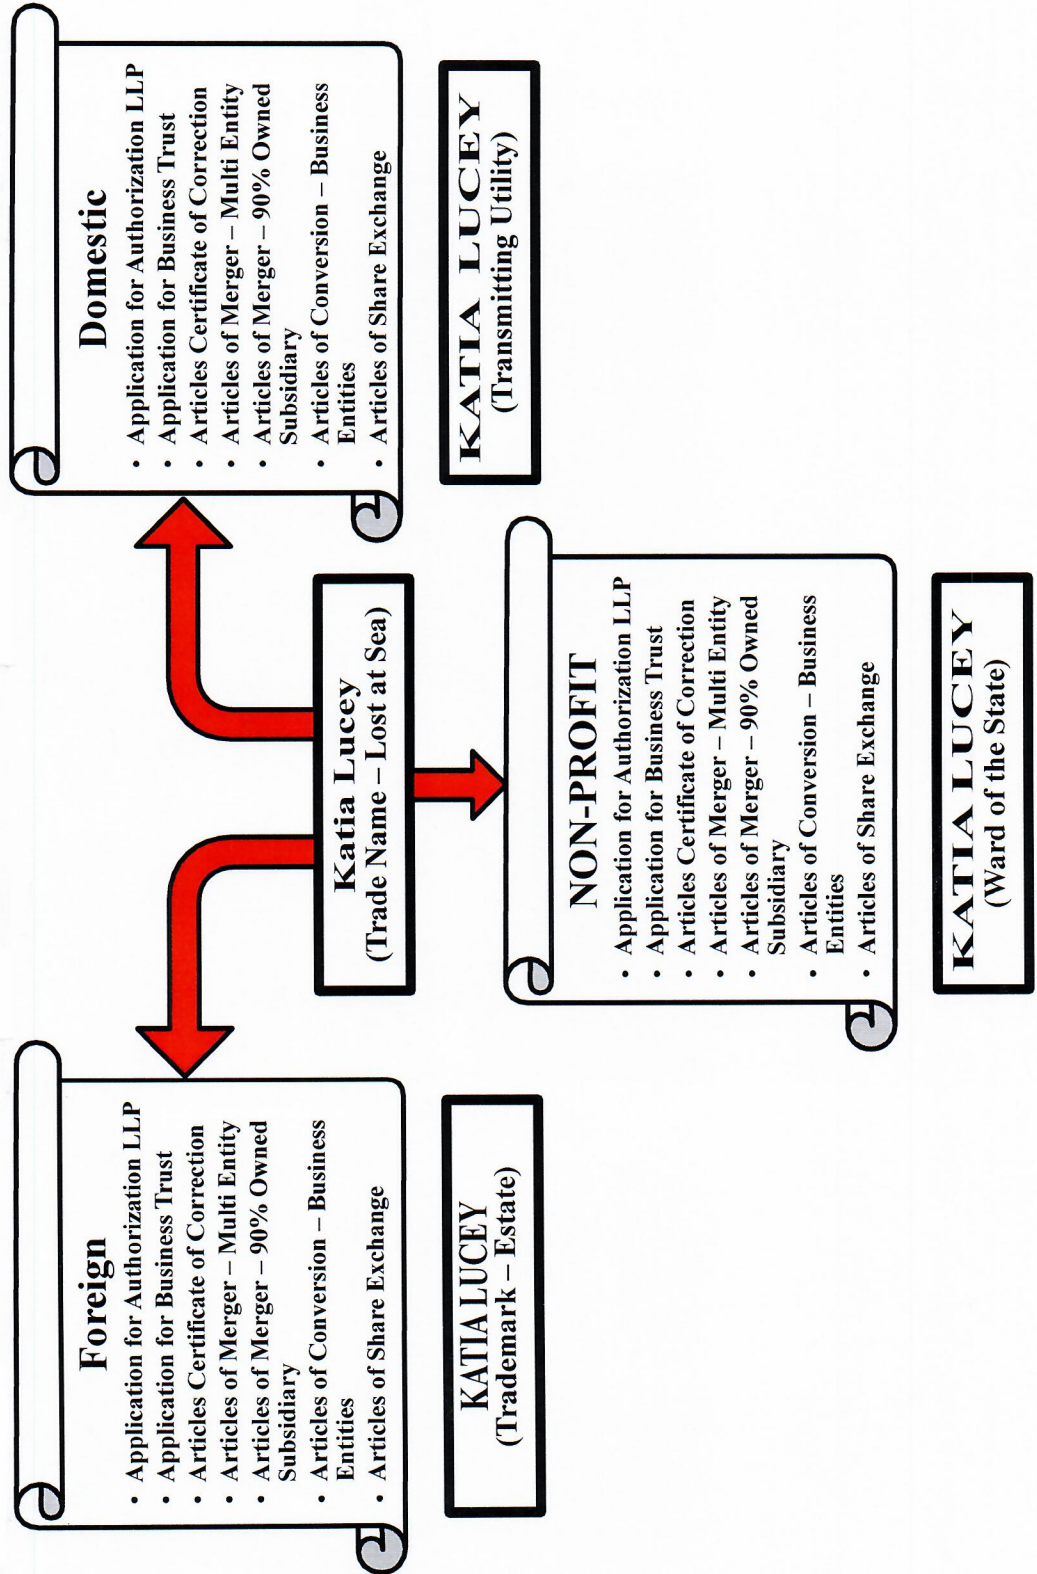 Foreign
• Application for Authorization LLP
• Application for Business Trust
• Articles Certificate of Correction
• Articles of Merger – Multi Entity
• Articles of Merger – 90% Owned
Subsidiary
• Articles of Conversion – Business
Entities
• Articles of Share Exchange
KATIA LUCEY
(Trademark – Estate)
Katia Lucey
(Trade Name – Lost at Sea)
NON-PROFIT
• Application for Authorization LLP
• Application for Business Trust
• Articles Certificate of Correction
• Articles of Merger – Multi Entity
• Articles of Merger – 90% Owned
Subsidiary
• Articles of Conversion – Business
Entities
• Articles of Share Exchange
KATIA LUCEY
(Ward of the State)
Domestic
• Application for Authorization LLP
• Application for Business Trust
• Articles Certificate of Correction
• Articles of Merger – Multi Entity
• Articles of Merger – 90% Owned
Subsidiary
• Articles of Conversion – Business
Entities
• Articles of Share Exchange
KATIA LUCEY
(Transmitting Utility)